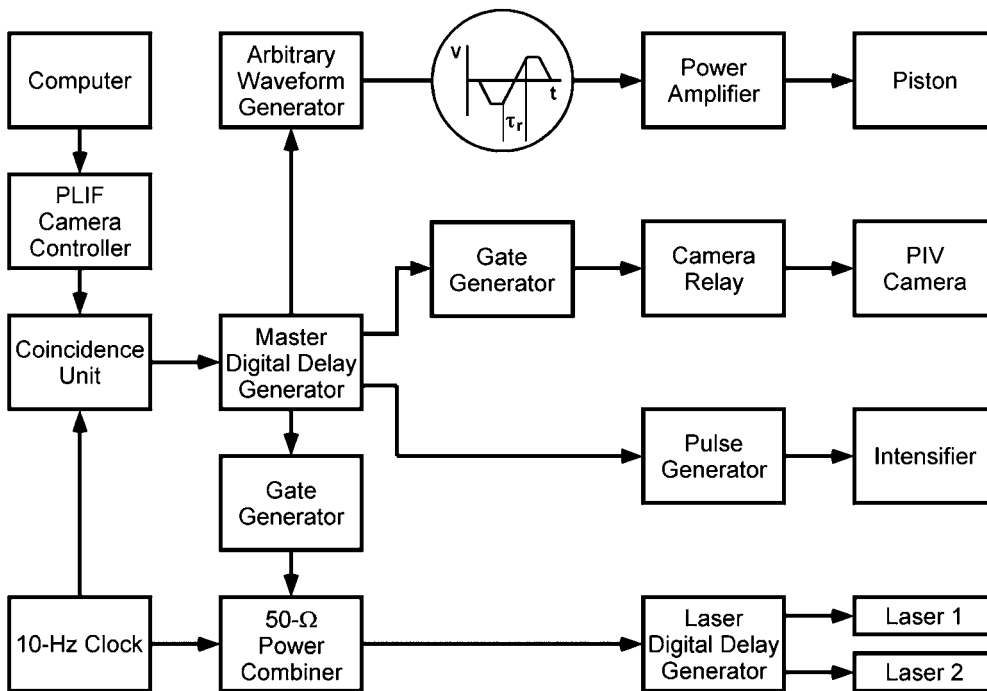 Computer
Arbitrary
Waveform
Generator
V
t
τr
Power
Amplifier
Piston
PLIF
Camera
Controller
Gate
Generator
Camera
Relay
PIV
Camera
Coincidence
Unit
Master
Digital Delay
Generator
Pulse
Generator
Intensifier
Gate
Generator
10-Hz Clock
50-Ω
Power
Combiner
Laser
Digital Delay
Generator
Laser 1
Laser 2